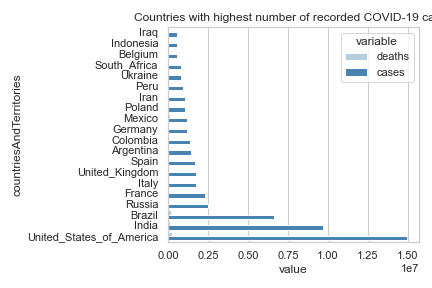 Countries with highest number of recorded COVID-19 ca
countriesAndTerritories
Iraq
Indonesia
Belgium
South_Africa
Ukraine
Peru
Iran
Poland
Mexico
Germany
Colombia
Argentina
Spain
United_Kingdom
Italy
France
Russia
Brazil
India
United_States_of_America
variable
deaths
cases
0.00 0.25 0.50 0.75 1.00 1.25 1.50
1e7
value